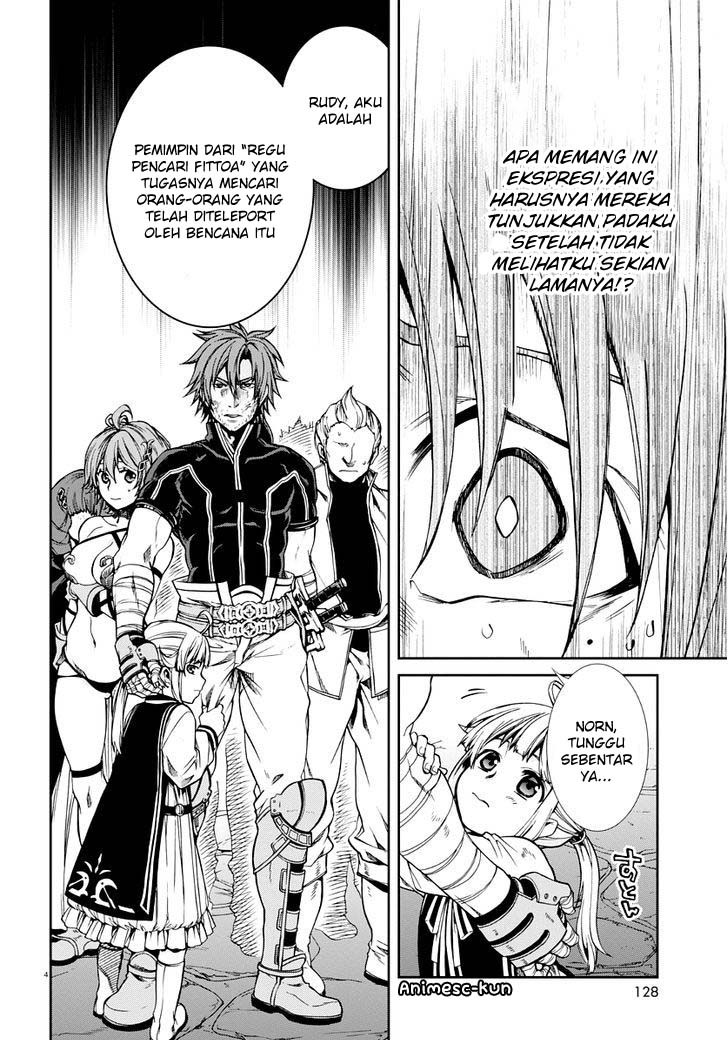 APA MEMANG INI
EKSPRESI YANG
HARUSNYA MEREKA
TUNJUKKAN PADAKU
SETELAH TIDAK
MELIHATKU SEKIAN
LAMANYA!?
NORN,
TUNGGU
SEBENTAR
YA...
RUDY, AKU
ADALAH
PEMIMPIN DARI "REGU
PENCARI FITTOA" YANG
TUGASNYA MENCARI
ORANG-ORANG YANG
TELAH DITELEPORT
OLEH BENCANA ITU
4
Animesc-kun
128